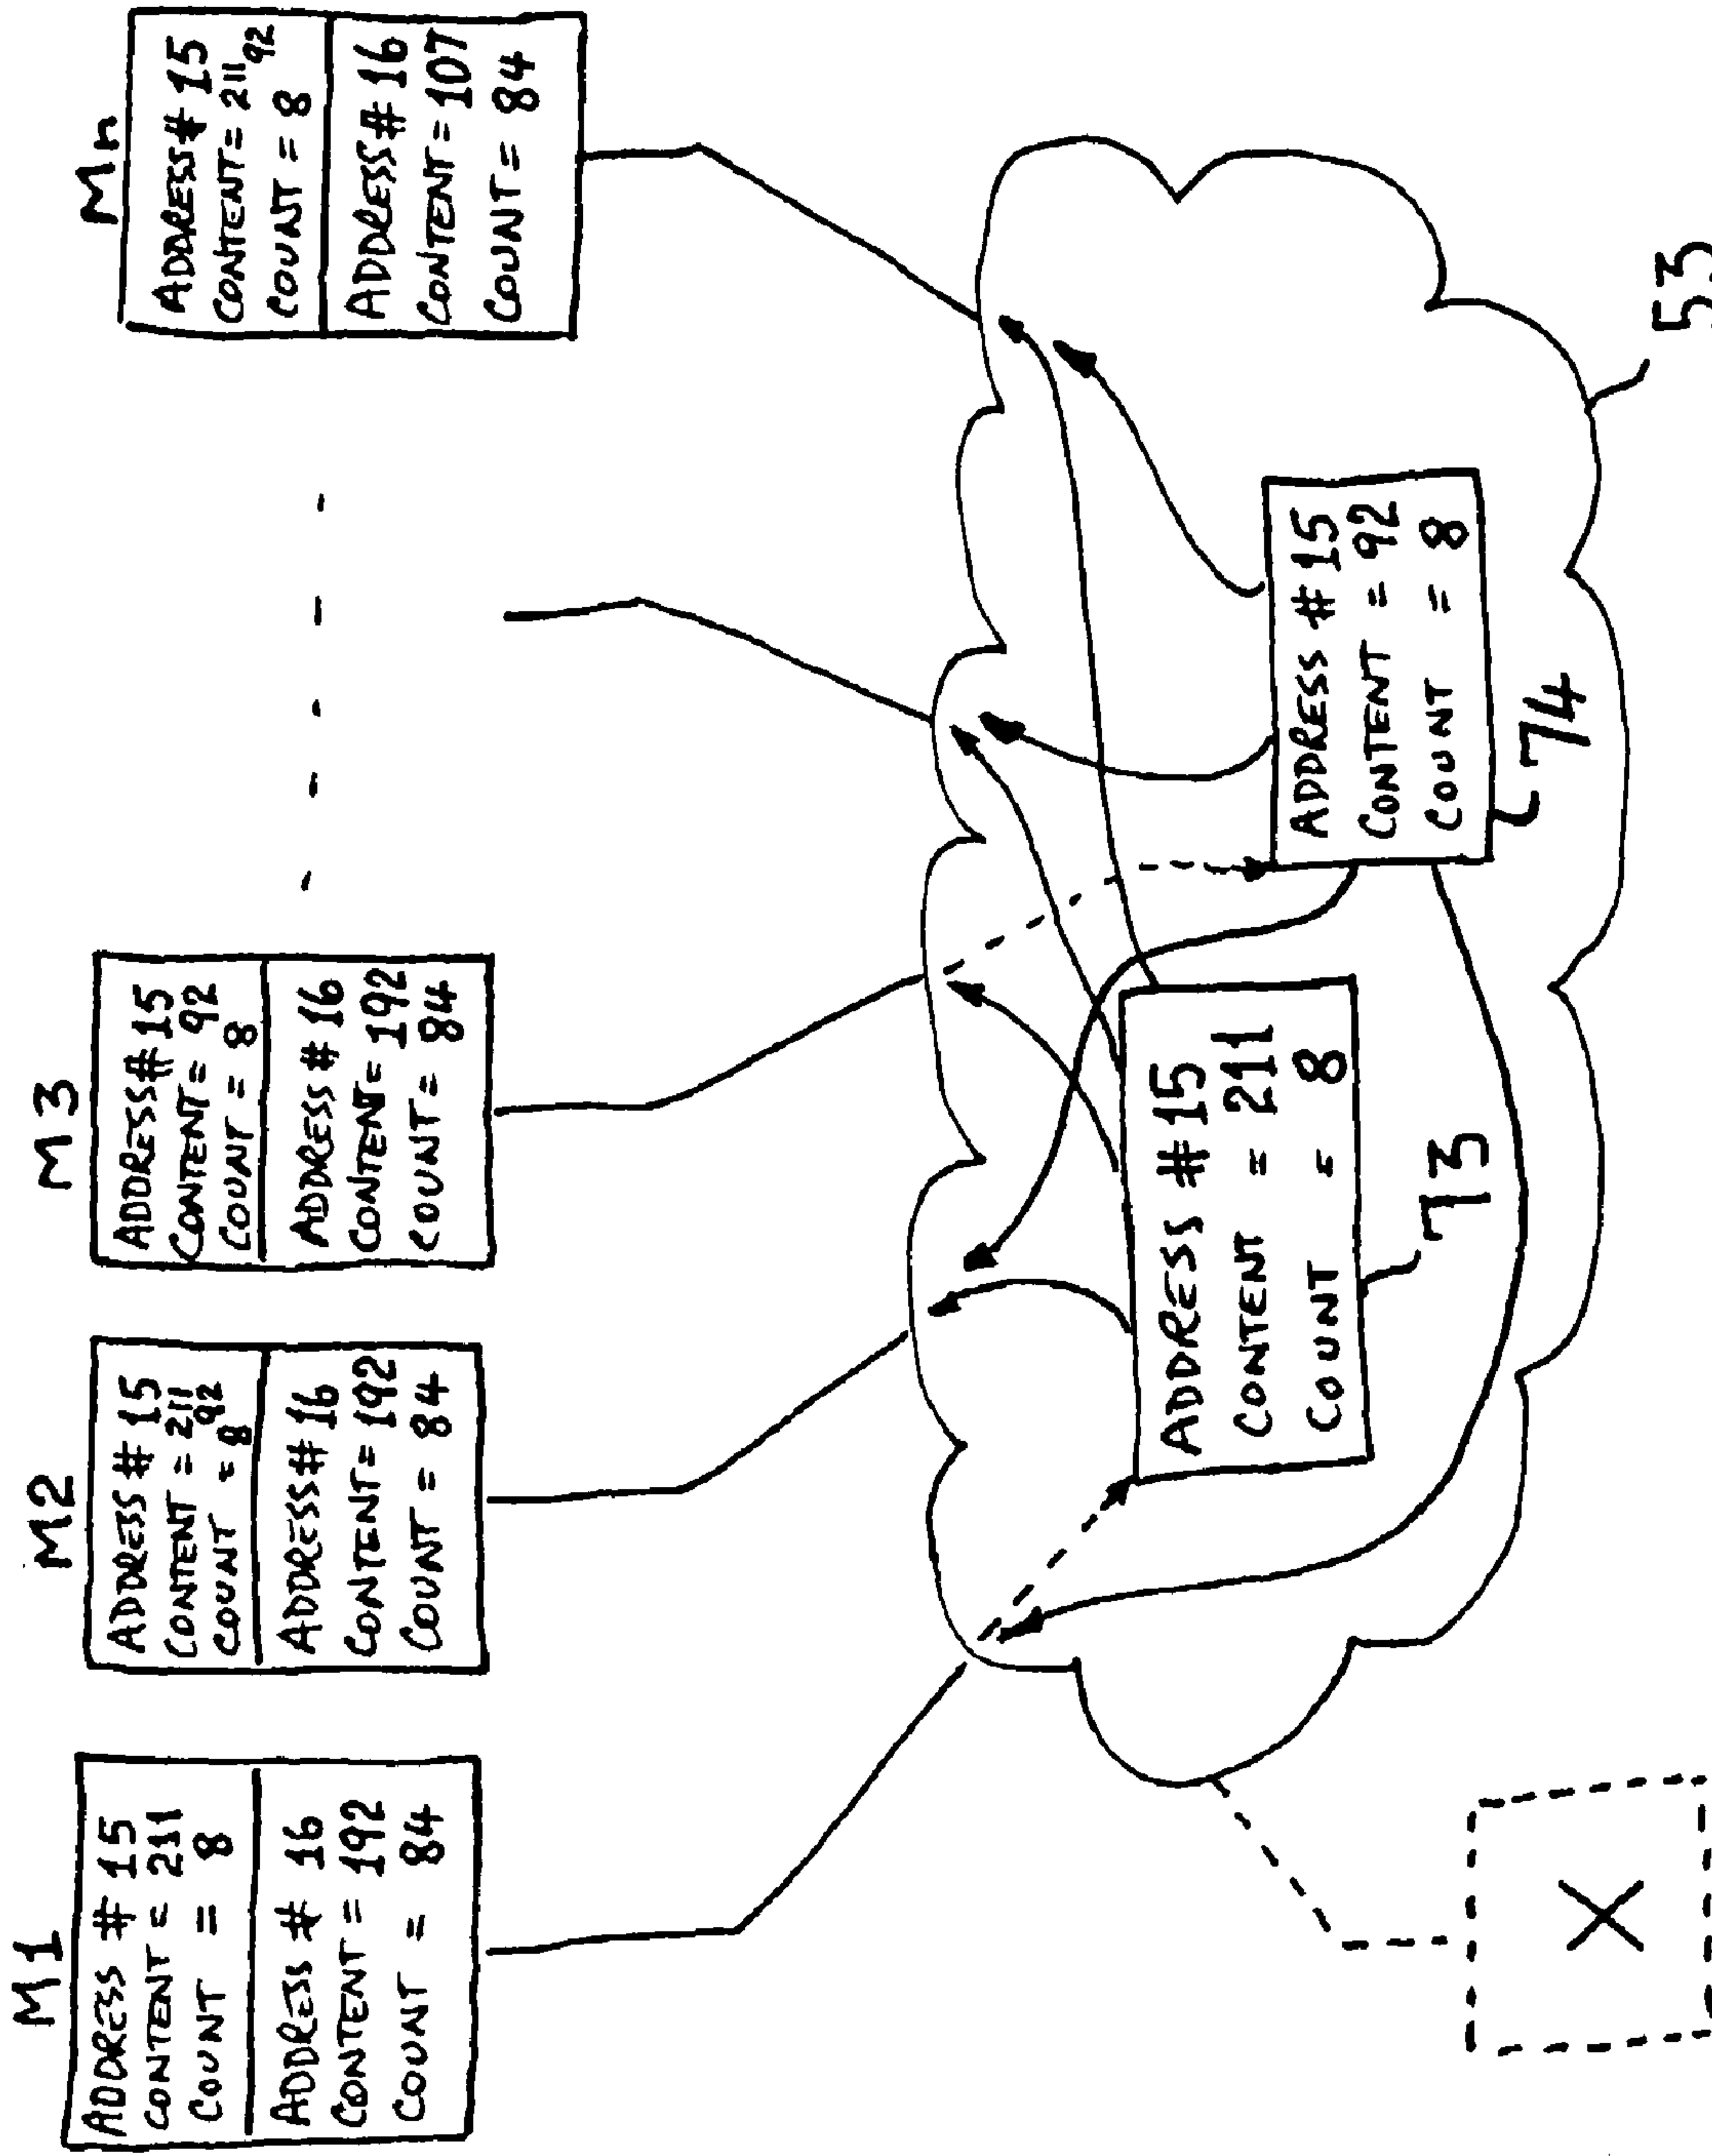 M1
ADDRESS # 15
CONTENT = 211
COUNT = 8
ADDRESS # 16
CONTENT = 192
COUNT = 84
M2
ADDRESS # 15
CONTENT = 211
92
COUNT = 8
ADDRESS # 16
CONTENT = 192
COUNT = 84
M3
ADDRESS # 15
CONTENT = 92
COUNT = 8
ADDRESS # 16
CONTENT = 192
COUNT = 84
Mn
ADDRESS # 15
CONTENT = 211
92
COUNT = 8
ADDRESS # 16
CONTENT = 107
COUNT = 84
ADDRESS #15
CONTENT = 211
COUNT = 8
73
ADDRESS # 15
CONTENT = 92
COUNT = 8
74
53
X